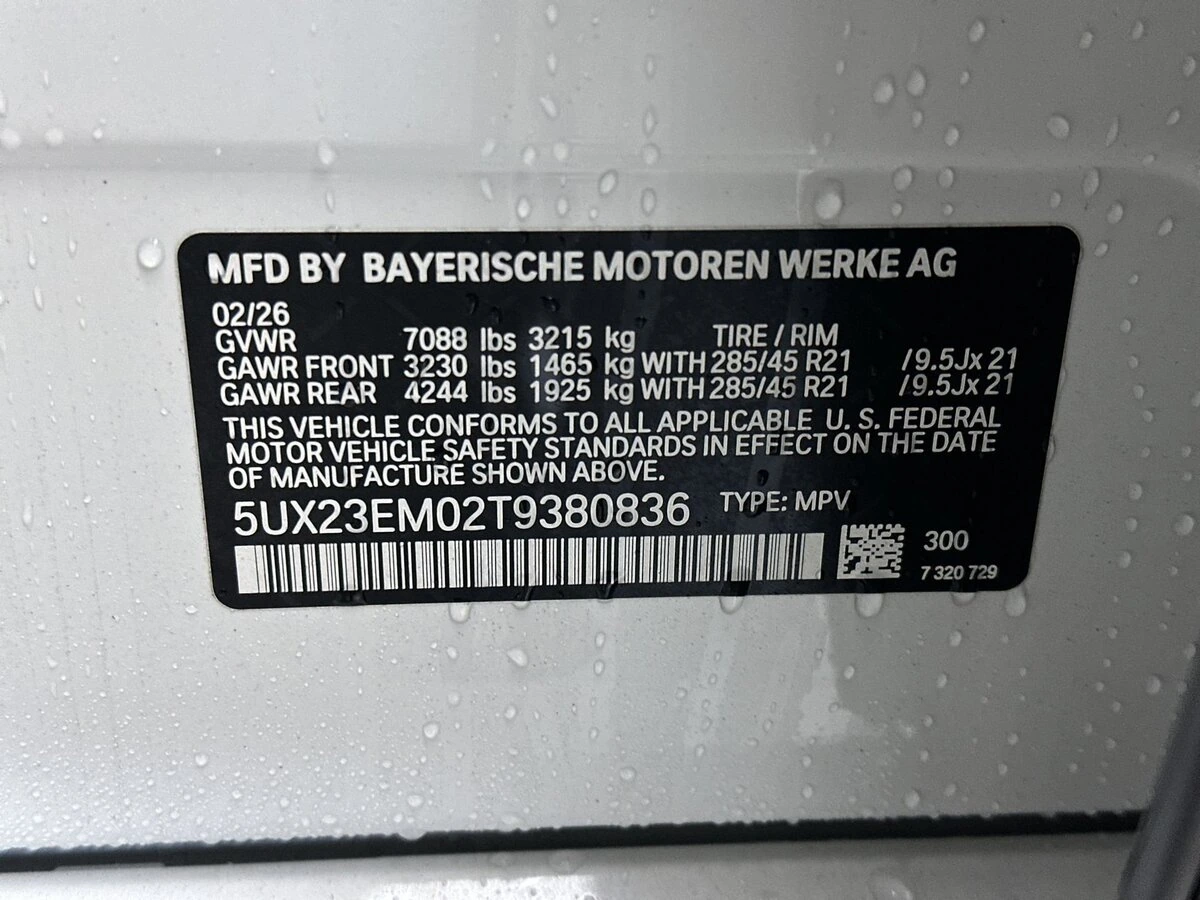 MFD BY BAYERISCHE MOTOREN WERKE AG
02/26
GVWR 7088 lbs 3215 kg TIRE / RIM
GAWR FRONT 3230 lbs 1465 kg WITH 285/45 R21 /9.5Jx 21
GAWR REAR 4244 lbs 1925 kg WITH 285/45 R21 /9.5Jx 21
THIS VEHICLE CONFORMS TO ALL APPLICABLE U. S. FEDERAL
MOTOR VEHICLE SAFETY STANDARDS IN EFFECT ON THE DATE
OF MANUFACTURE SHOWN ABOVE.
5UX23EM02T9380836 TYPE: MPV
300
7 320 729